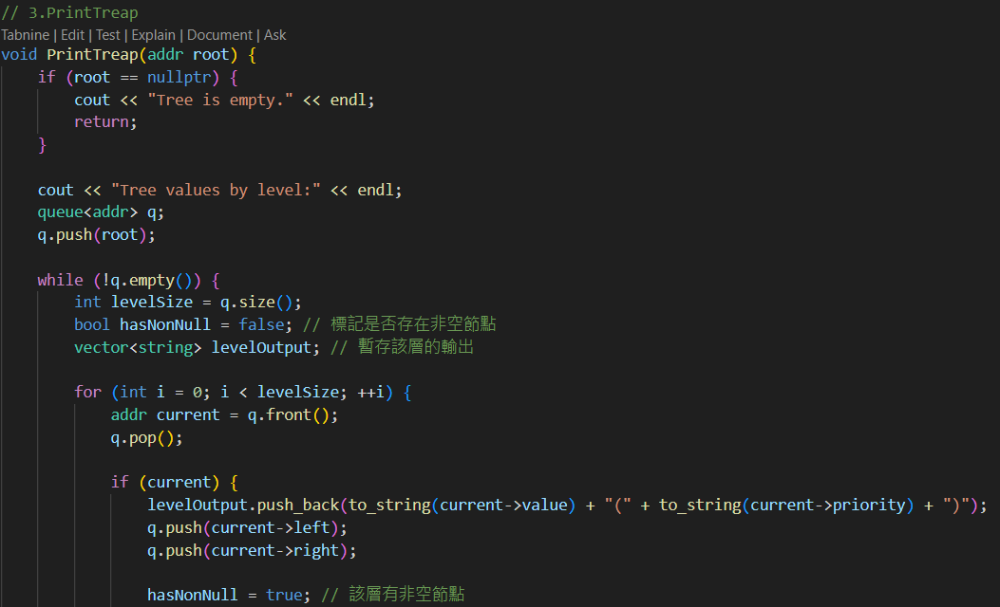 // 3.PrintTreap
Tabnine | Edit | Test | Explain | Document | Ask
void PrintTreap(addr root) {
    if (root == nullptr) {
        cout << "Tree is empty." << endl;
        return;
    }

    cout << "Tree values by level:" << endl;
    queue<addr> q;
    q.push(root);

    while (!q.empty()) {
        int levelSize = q.size();
        bool hasNonNull = false; // 標記是否存在非空節點
        vector<string> levelOutput; // 暫存該層的輸出

        for (int i = 0; i < levelSize; ++i) {
            addr current = q.front();
            q.pop();

            if (current) {
                levelOutput.push_back(to_string(current->value) + "(" + to_string(current->priority) + ")");
                q.push(current->left);
                q.push(current->right);

                hasNonNull = true; // 該層有非空節點